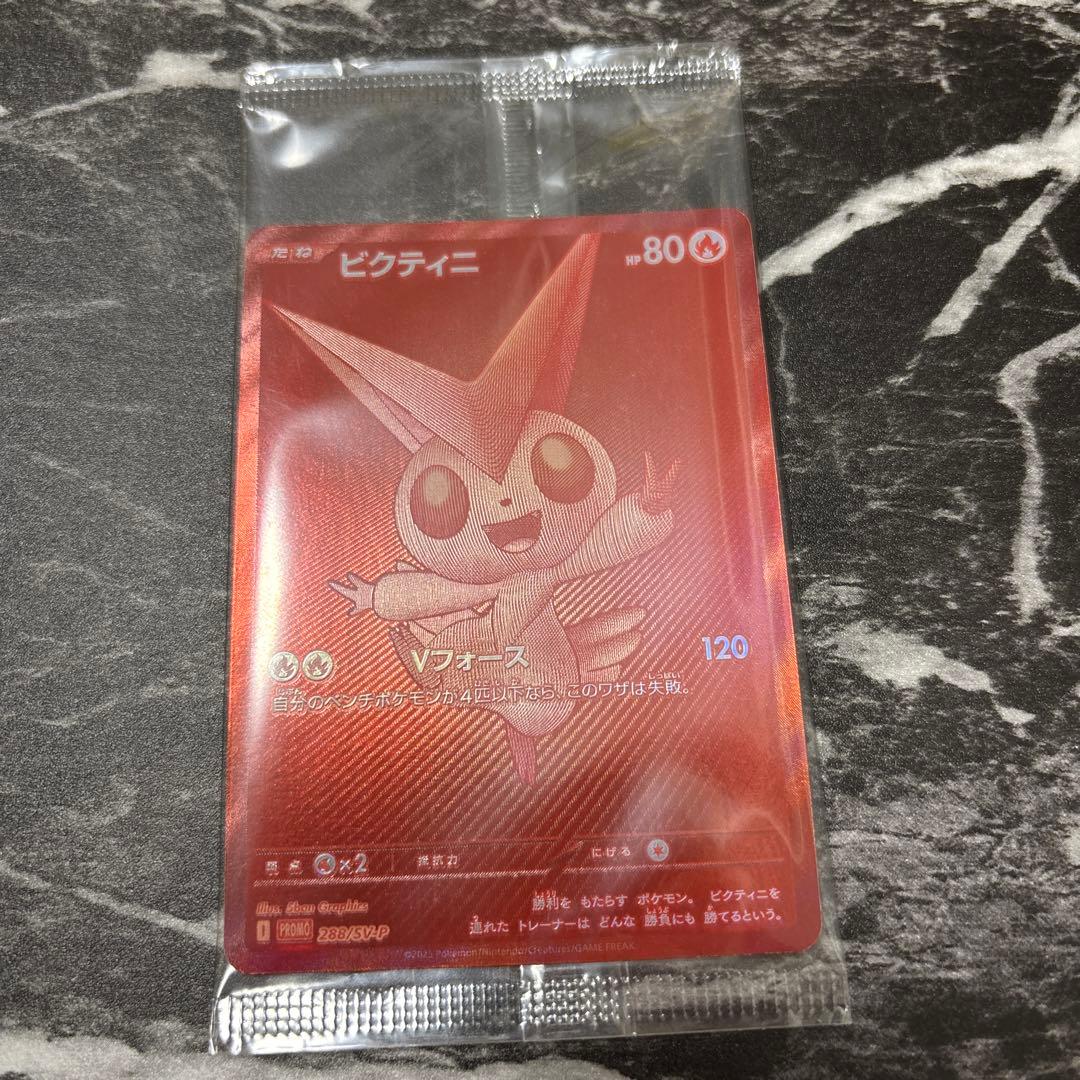 たね ビクティニ HP 80
Vフォース 120
自分のベンチポケモンが4匹以下なら、このワザは失敗。
弱点 ×2 抵抗力 にげる
勝利を もたらす ポケモン。 ビクティニを
連れた トレーナーは どんな 勝負にも 勝てるという。
Illus. 5ban Graphics
I PROMO 288/SV-P
©2025 Pokémon/Nintendo/Creatures/GAME FREAK